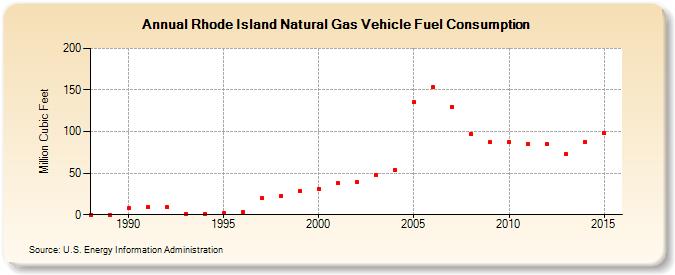 Annual Rhode Island Natural Gas Vehicle Fuel Consumption
Million Cubic Feet
200
150
100
50
0
1990 1995 2000 2005 2010 2015
Source: U.S. Energy Information Administration